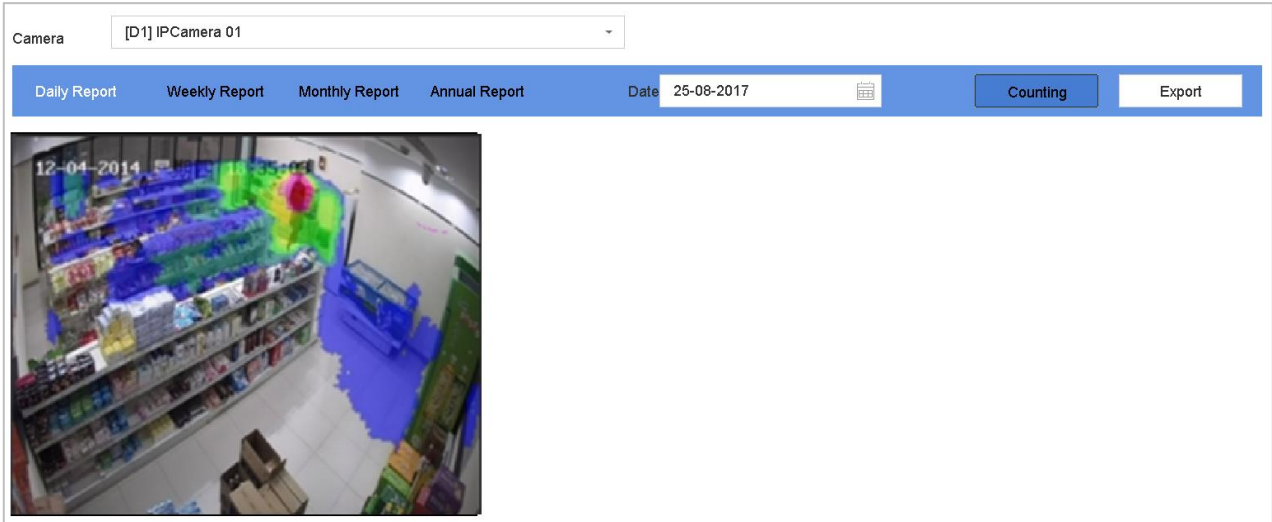 Camera [D1] IPCamera 01
Daily Report Weekly Report Monthly Report Annual Report Date 25-08-2017 Counting Export
12-04-2014